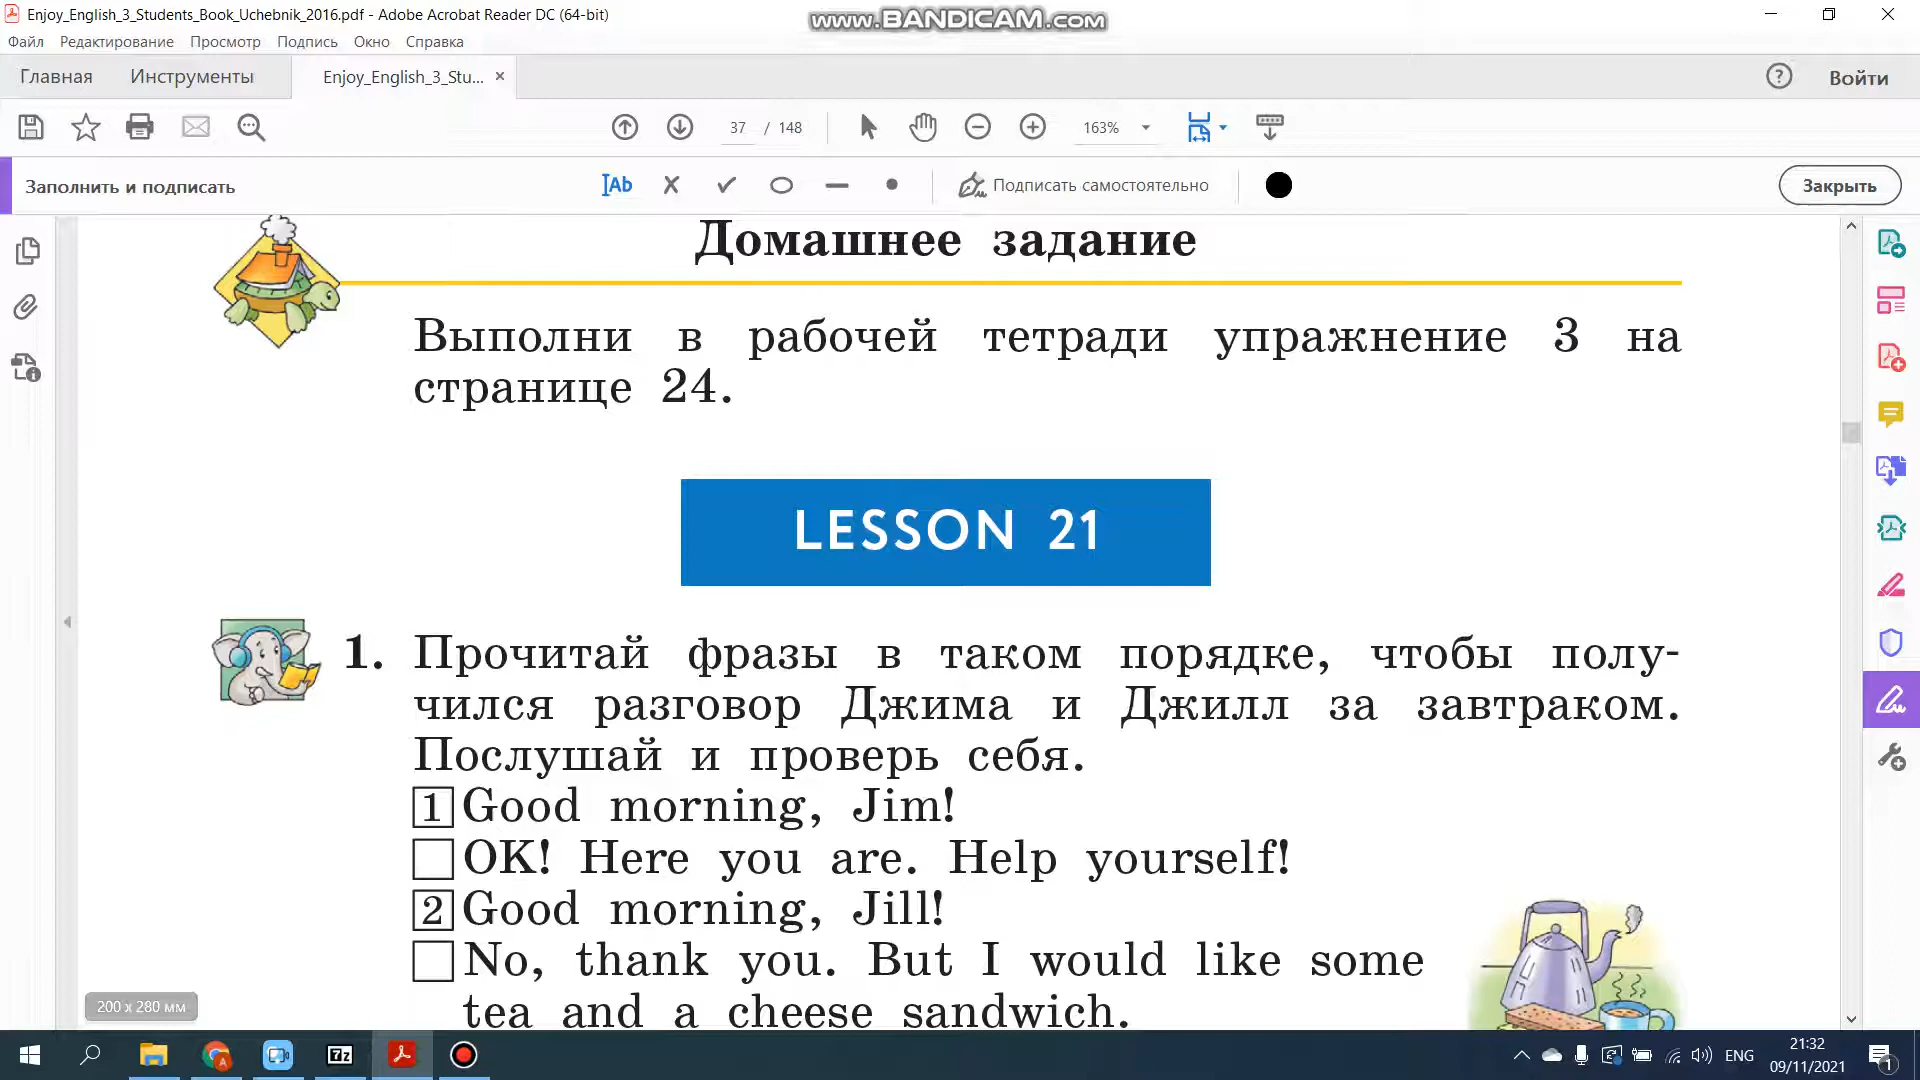 Enjoy_English_3_Students_Book_Uchebnik_2016.pdf - Adobe Acrobat Reader DC (64-bit)
www.BANDICAM.com
Файл Редактирование Просмотр Подпись Окно Справка
Главная Инструменты Enjoy_English_3_Stu... × Войти
37 / 148 163%
Заполнить и подписать Ab Подписать самостоятельно Закрыть
Домашнее задание
Выполни в рабочей тетради упражнение 3 на
странице 24.
LESSON 21
1. Прочитай фразы в таком порядке, чтобы полу-
чился разговор Джима и Джилл за завтраком.
Послушай и проверь себя.
1 Good morning, Jim!
OK! Here you are. Help yourself!
2 Good morning, Jill!
No, thank you. But I would like some
tea and a cheese sandwich.
200 x 280 мм
7z ENG 21:32
09/11/2021 1